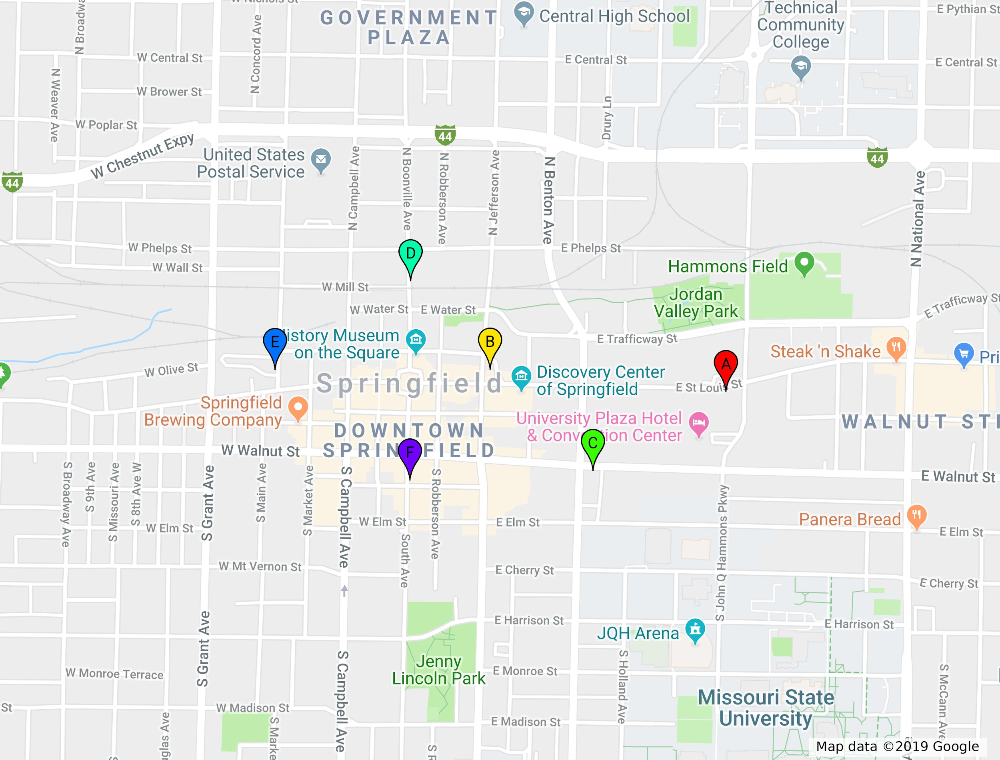 W Nichols St
N Broadwa
N Concord Ave
GOVERNMENT
PLAZA
Central High School
Technical
Community
College
E Pythian St
W Central St
E Central St
E Central St
N Weaver Ave
W Brower St
Drury Ln
W Poplar St
W Chestnut Expy
44
44
44
United States
Postal Service
N Campbell Ave
N Boonville Ave
N Robberson Ave
N Jefferson Ave
N Benton Ave
N National Ave
W Phelps St
E Phelps St
D
W Wall St
Hammons Field
W Mill St
Jordan
Valley Park
E Trafficway St
W Water St
E Water St
E
istory Museum
on the Square
B
E Trafficway St
Steak 'n Shake
Pri
A
W Olive St
Springfield
Discovery Center
of Springfield
E St Louis St
Springfield
Brewing Company
University Plaza Hotel
& Convention Center
WALNUT ST
DOWNTOWN
SPRINGFIELD
C
F
W Walnut St
E Walnut St
S Broadway Ave
S 9th Ave
S Missouri Ave
S 8th Ave W
S Grant Ave
S Main Ave
S Market Ave
S Campbell Ave
S Robberson Ave
S John Q Hammons Pkwy
Panera Bread
W Elm St
W Elm St
E Elm St
E Elm St
South Ave
W Mt Vernon St
E Cherry St
E Cherry St
S Grant Ave
E Harrison St
E Harrison St
JQH Arena
S Campbell Ave
S Holland Ave
Jenny
Lincoln Park
W Monroe Terrace
E Monroe St
S McCann Ave
Missouri State
University
St
W Madison St
E Madison St
uglas Ave
S Marke
S R
Map data ©2019 Google